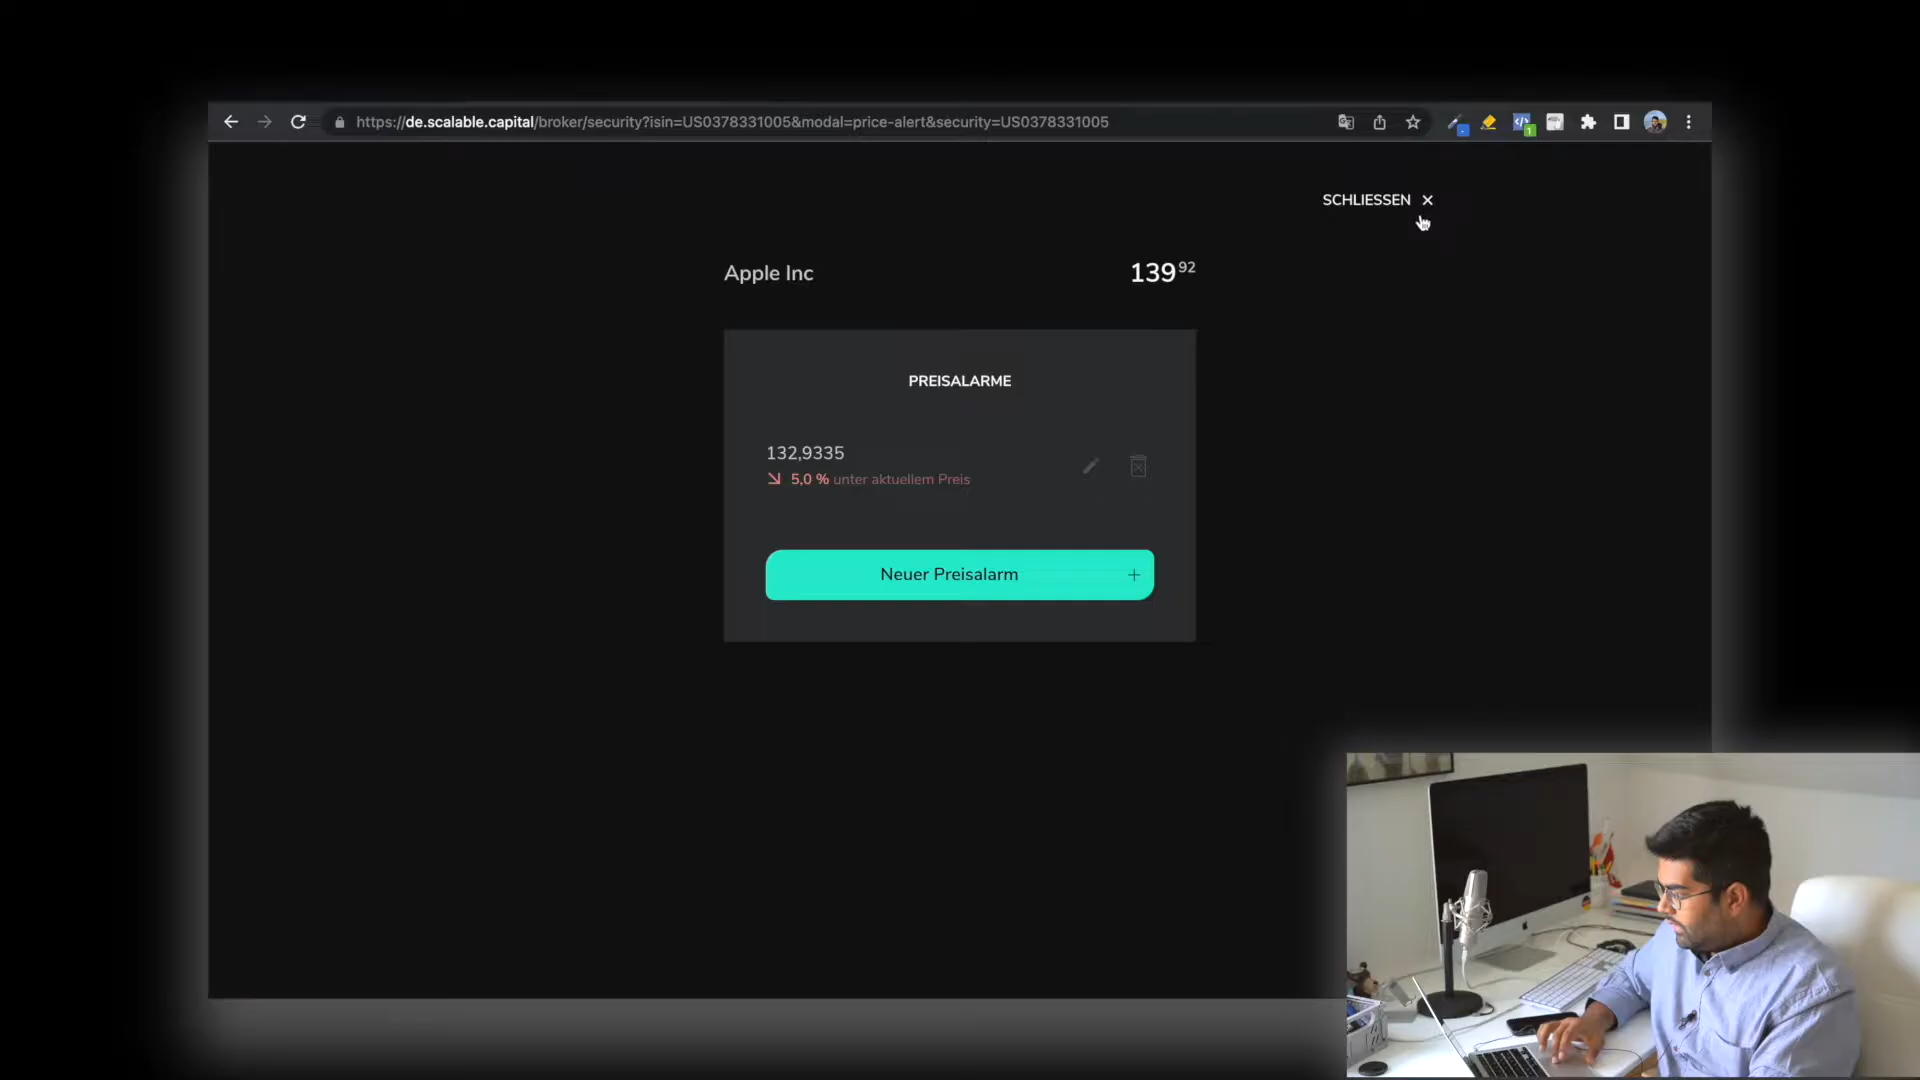 https://de.scalable.capital/broker/security?isin=US0378331005&modal=price-alert&security=US0378331005
1
SCHLIESSEN ×
Apple Inc
139 92
PREISALARME
132,9335
5,0 % unter aktuellem Preis
Neuer Preisalarm +